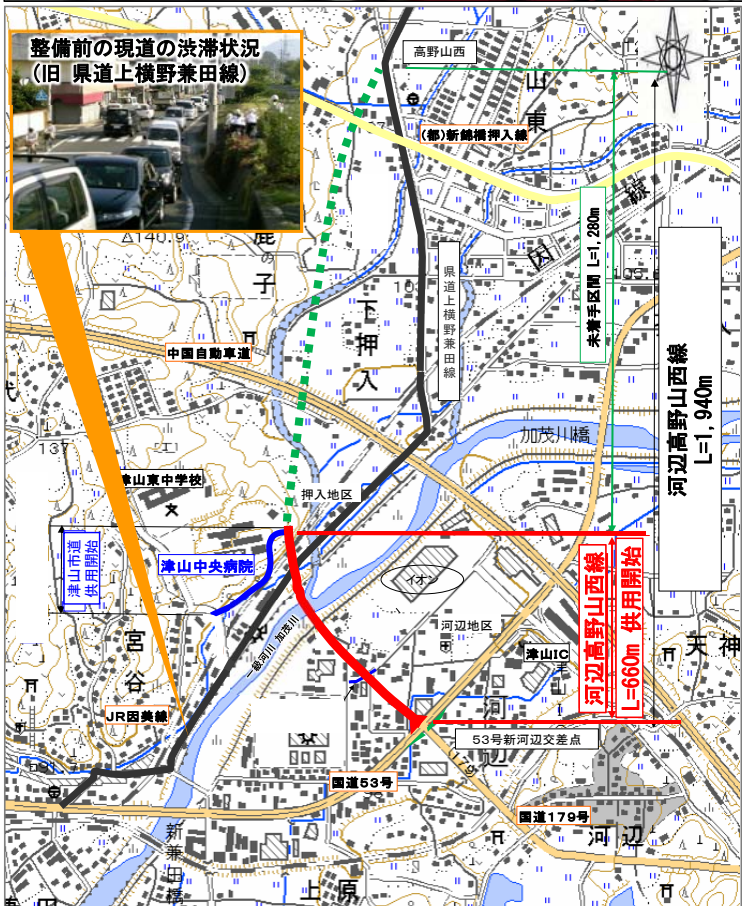 整備前の現道の渋滞状況
(旧 県道上横野兼田線)
高野山西
山東
(都)新錦橋押入線
因
線
△140.9
鹿の子
県道上横野兼田線
未着手区間 L=1,280m
下押入
中国自動車道
河辺高野山西線
L=1,940m
加茂川橋
137
津山東中学校
文
押入地区
津山市道
供用開始
津山中央病院
イオン
河辺高野山西線
L=660m 供用開始
河辺地区
一級河川 加茂川
宮谷
津山IC
天神
JR因美線
53号新河辺交差点
国道53号
179
国道179号
河辺
新兼田橋
上原